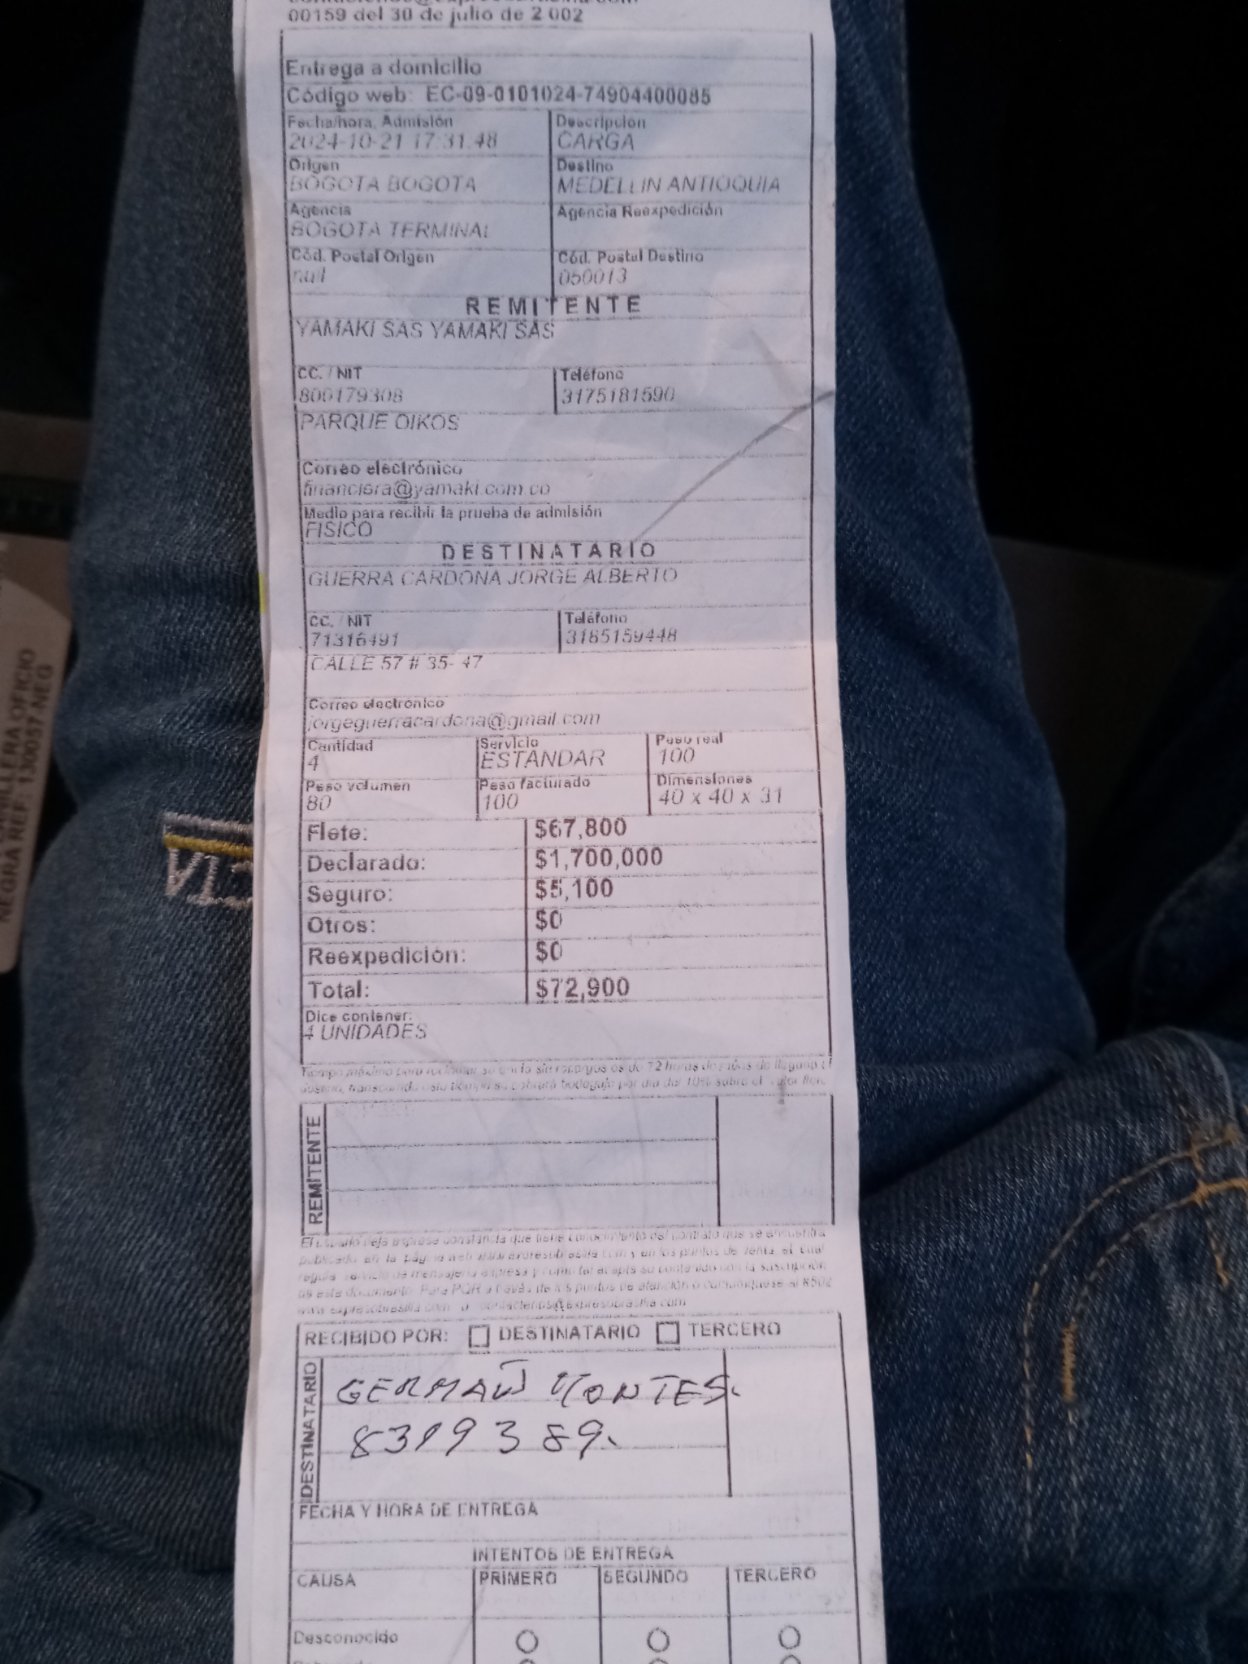 00159 del 30 de julio de 2 002
Entrega a domicilio
Código web: EC-09-0101024-74904400085
Fecha/hora, Admisión Descripción
2024-10-21 17:31:48 CARGA
Origen Destino
BOGOTA BOGOTA MEDELLIN ANTIOQUIA
Agencia Agencia Reexpedición
BOGOTA TERMINAL
Cód. Postal Origen Cód. Postal Destino
null 050013
REMITENTE
YAMAKI SAS YAMAKI SAS
CC. / NIT Teléfono
800179308 3175181590
PARQUE OIKOS
Correo electrónico
financiera@yamaki.com.co
Medio para recibir la prueba de admisión
FISICO
DESTINATARIO
GUERRA CARDONA JORGE ALBERTO
CC. / NIT Teléfono
71316491 3185159448
CALLE 57 # 35- 47
Correo electrónico
jorgeguerracardona@gmail.com
Cantidad Servicio Peso real
4 ESTANDAR 100
Peso volumen Peso facturado Dimensiones
80 100 40 x 40 x 31
Flete: $67,800
Declarado: $1,700,000
Seguro: $5,100
Otros: $0
Reexpedición: $0
Total: $72,900
Dice contener:
4 UNIDADES
REMITENTE
RECIBIDO POR: DESTINATARIO TERCERO
DESTINATARIO
GERMAN MONTES.
8319389.
FECHA Y HORA DE ENTREGA
INTENTOS DE ENTREGA
CAUSA PRIMERO SEGUNDO TERCERO
Desconocido
NEGRA REF: 130057 NEG